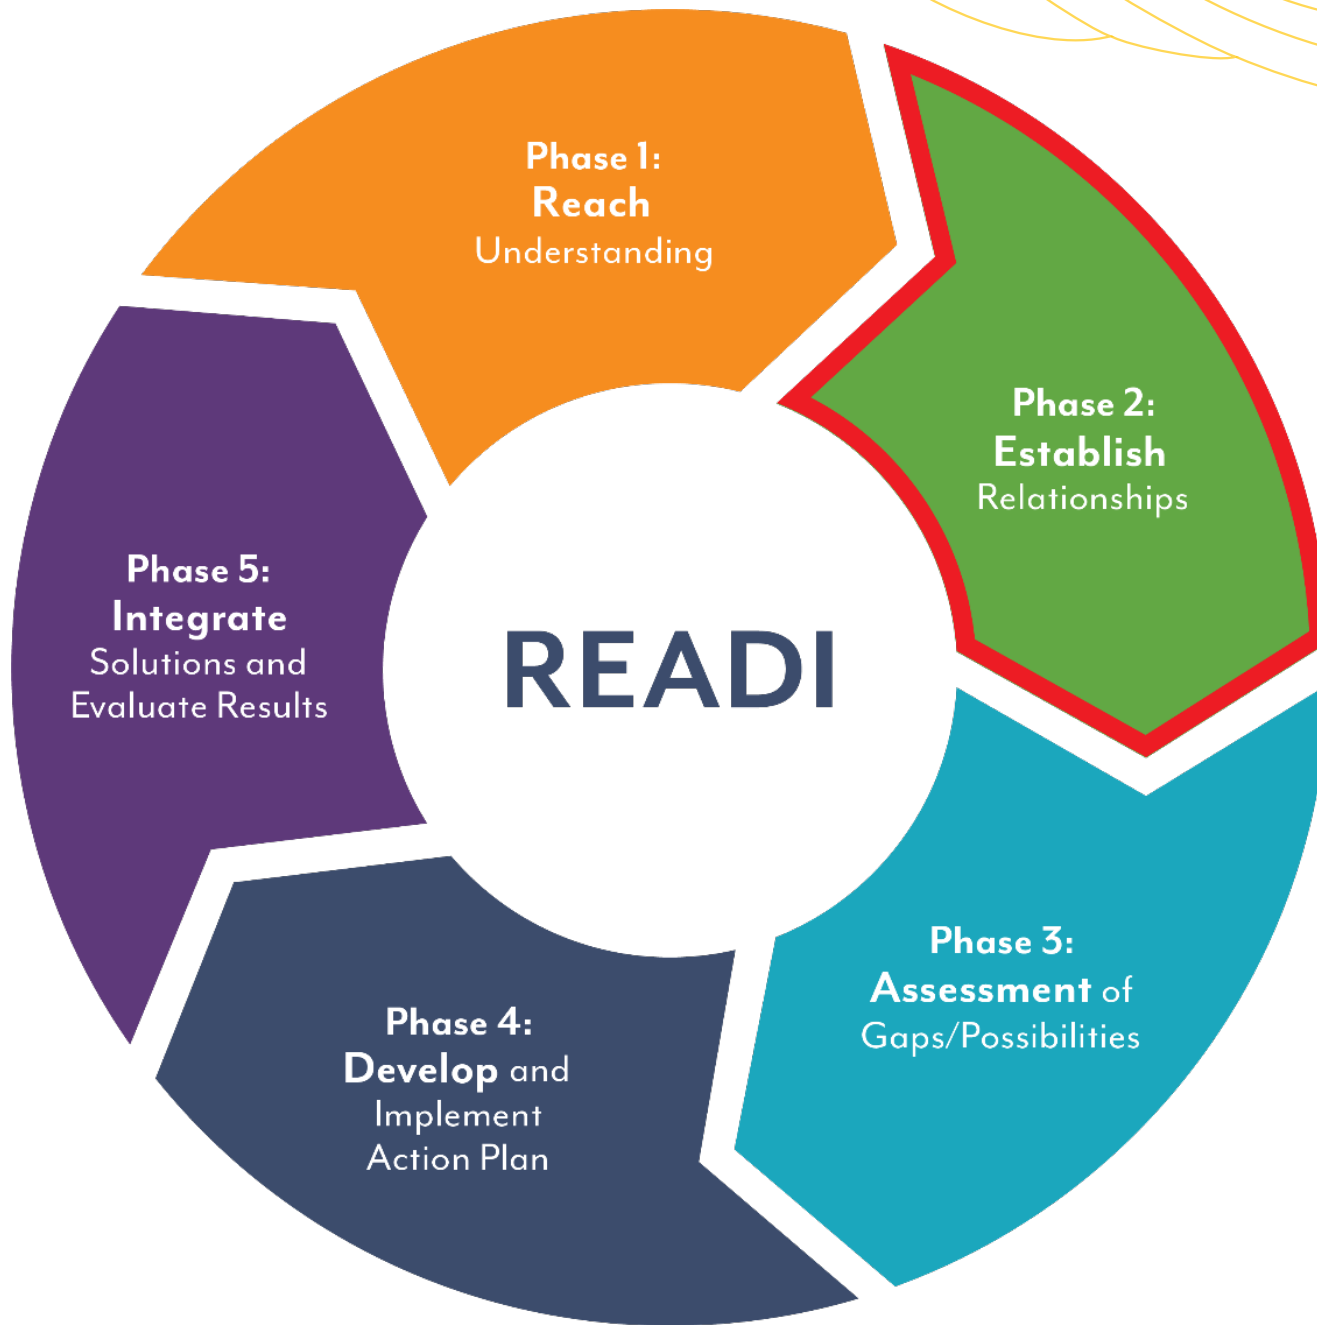 Phase 1:
Reach
Understanding
Phase 2:
Establish
Relationships
Phase 3:
Assessment of
Gaps/Possibilities
Phase 4:
Develop and
Implement
Action Plan
Phase 5:
Integrate
Solutions and
Evaluate Results
READI